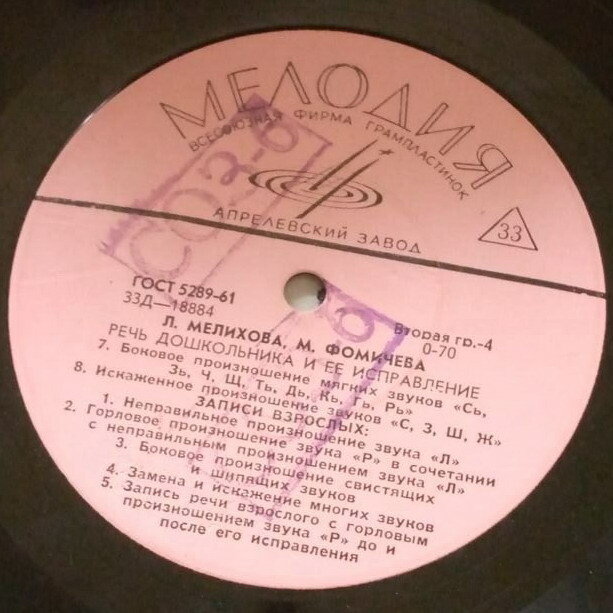 МЕЛОДИЯ
ВСЕСОЮЗНАЯ ФИРМА ГРАМПЛАСТИНОК
АПРЕЛЕВСКИЙ ЗАВОД
33
ГОСТ 5289-61
33Д—18884
Вторая гр.-4
0-70
Л. МЕЛИХОВА, М. ФОМИЧЕВА
РЕЧЬ ДОШКОЛЬНИКА И ЕЕ ИСПРАВЛЕНИЕ
7. Боковое произношение мягких звуков «Сь,
Зь, Ч, Щ, Ть, Дь, Кь, Гь, Рь»
8. Искаженное произношение звуков «С, З, Ш, Ж»
ЗАПИСИ ВЗРОСЛЫХ:
1. Неправильное произношение звука «Л»
2. Горловое произношение звука «Р» в сочетании
с неправильным произношением звука «Л»
3. Боковое произношение свистящих
и шипящих звуков
4. Замена и искажение многих звуков
5. Запись речи взрослого с горловым
произношением звука «Р» до и
после его исправления